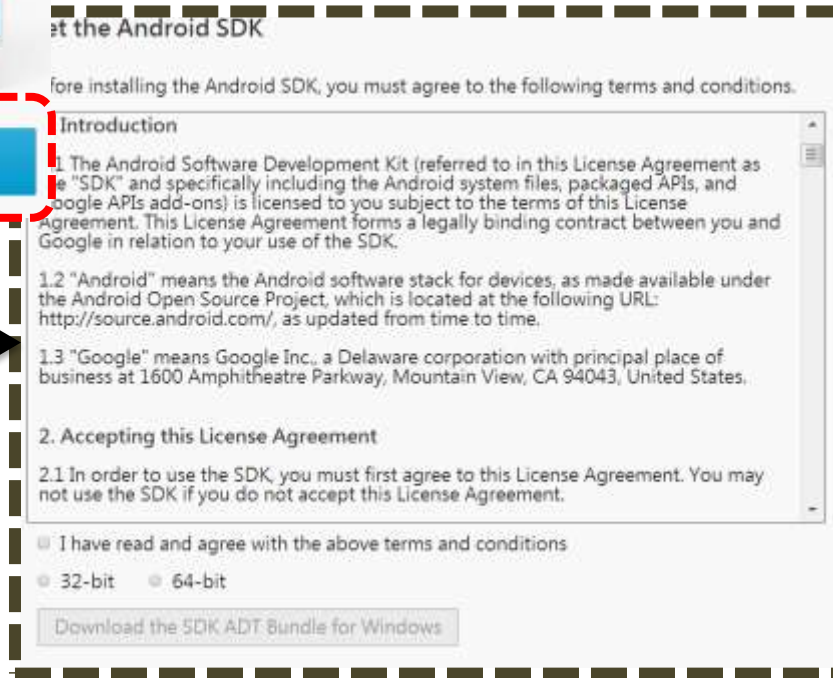 et the Android SDK
fore installing the Android SDK, you must agree to the following terms and conditions.
Introduction
1 The Android Software Development Kit (referred to in this License Agreement as
e "SDK" and specifically including the Android system files, packaged APIs, and
oogle APIs add-ons) is licensed to you subject to the terms of this License
Agreement. This License Agreement forms a legally binding contract between you and
Google in relation to your use of the SDK.
1.2 "Android" means the Android software stack for devices, as made available under
the Android Open Source Project, which is located at the following URL:
http://source.android.com/, as updated from time to time.
1.3 "Google" means Google Inc., a Delaware corporation with principal place of
business at 1600 Amphitheatre Parkway, Mountain View, CA 94043, United States.
2. Accepting this License Agreement
2.1 In order to use the SDK, you must first agree to this License Agreement. You may
not use the SDK if you do not accept this License Agreement.
I have read and agree with the above terms and conditions
32-bit 64-bit
Download the SDK ADT Bundle for Windows